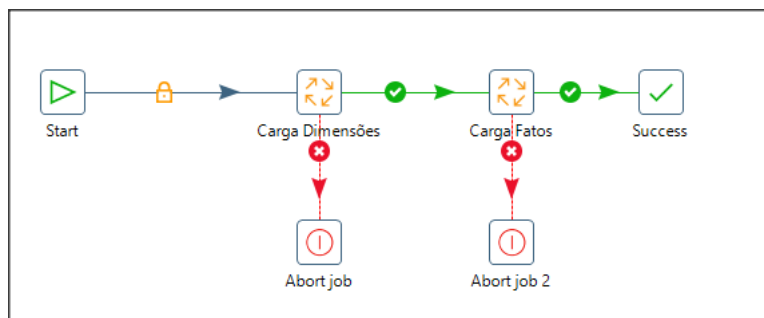 Start
Carga Dimensões
Carga Fatos
Success
Abort job
Abort job 2